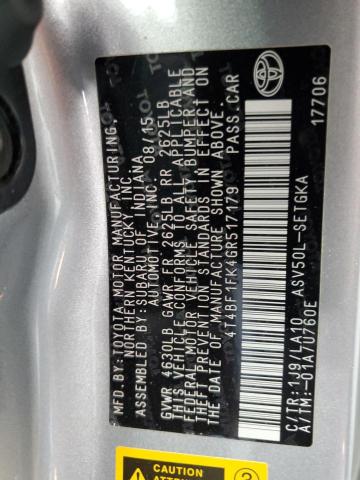 MFD BY:TOYOTA MOTOR MANUFACTURING,
NORTHERN KENTUCKY, INC.
ASSEMBLED BY:SUBARU OF INDIANA
AUTOMOTIVE, INC. 08/15
GVWR 4630LB GAWR FR 2625LB RR 2625LB
THIS VEHICLE CONFORMS TO ALL APPLICABLE
FEDERAL MOTOR VEHICLE SAFETY, BUMPER, AND
THEFT PREVENTION STANDARDS IN EFFECT ON
THE DATE OF MANUFACTURE SHOWN ABOVE.
4T4BF1FK4GR517179 PASS.CAR
C/TR:1J9/LA10 ASV50L-SETGKA
A/TM:-01A/U760E 17706
CAUTION
ATTENTION